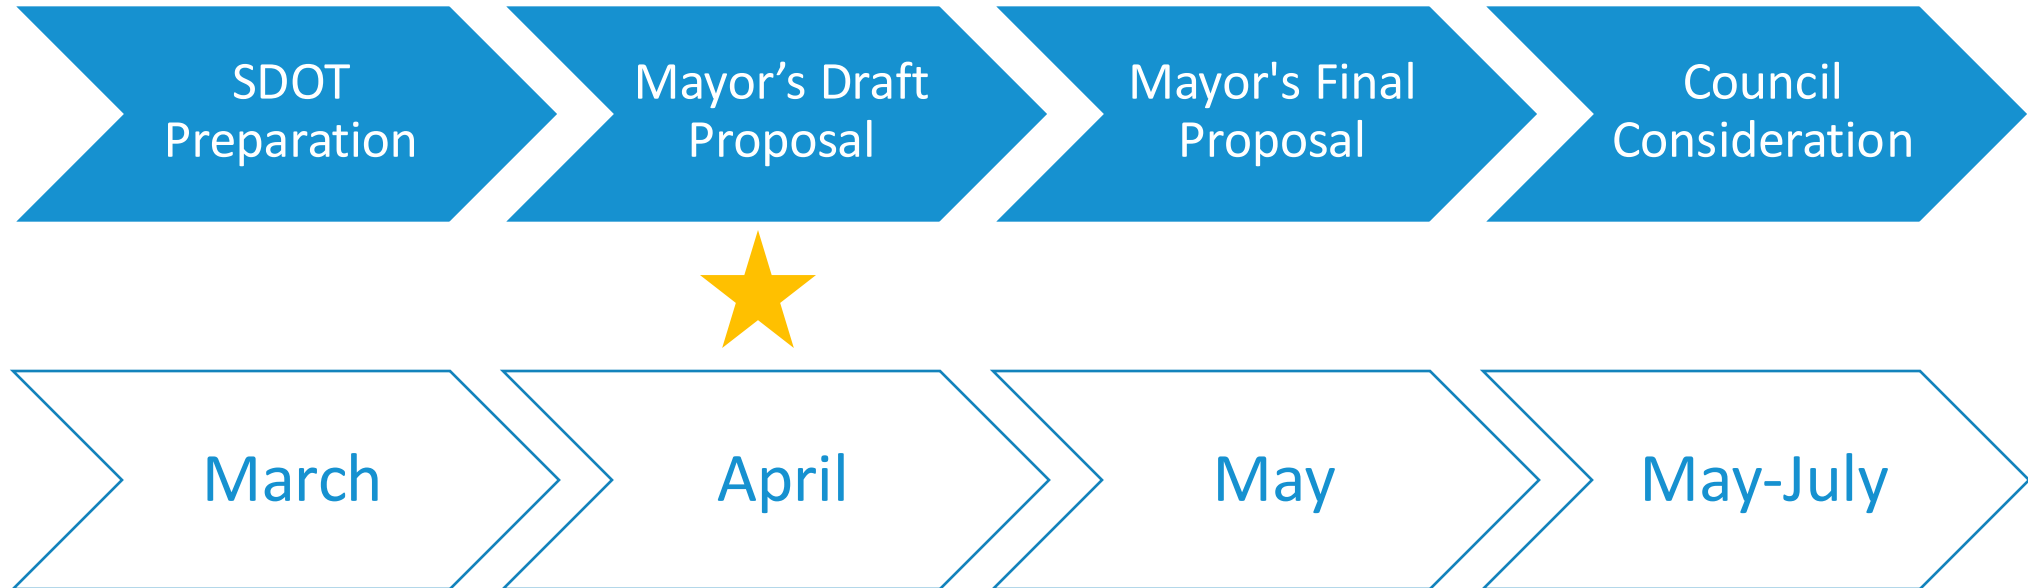 SDOT
Preparation
Mayor’s Draft
Proposal
Mayor's Final
Proposal
Council
Consideration
March
April
May
May-July